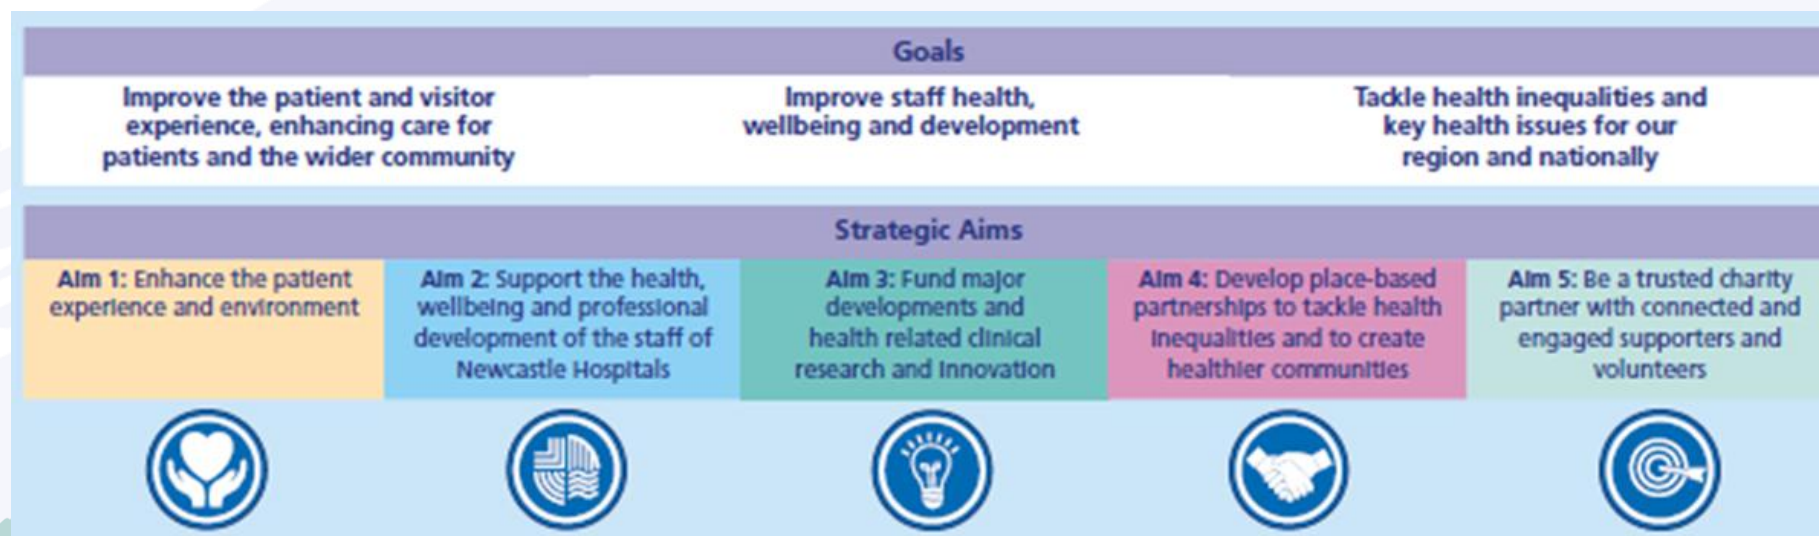 Goals
Improve the patient and visitor
experience, enhancing care for
patients and the wider community
Improve staff health,
wellbeing and development
Tackle health inequalities and
key health issues for our
region and nationally
Strategic Aims
Aim 1: Enhance the patient
experience and environment
Aim 2: Support the health,
wellbeing and professional
development of the staff of
Newcastle Hospitals
Aim 3: Fund major
developments and
health related clinical
research and Innovation
Aim 4: Develop place-based
partnerships to tackle health
inequalities and to create
healthier communities
Aim 5: Be a trusted charity
partner with connected and
engaged supporters and
volunteers